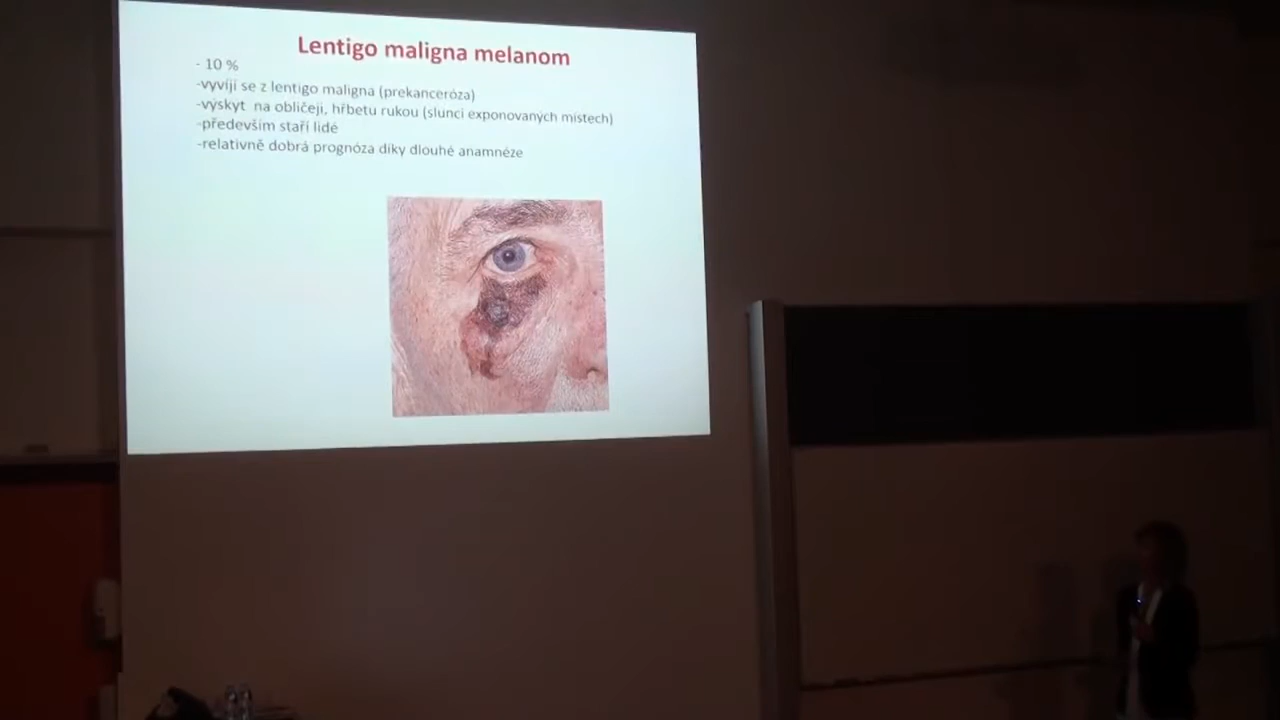 Lentigo maligna melanom
- 10 %
-vyvíjí se z lentigo maligna (prekanceróza)
-výskyt na obličeji, hřbetu rukou (slunci exponovaných místech)
-především staří lidé
-relativně dobrá prognóza díky dlouhé anamnéze